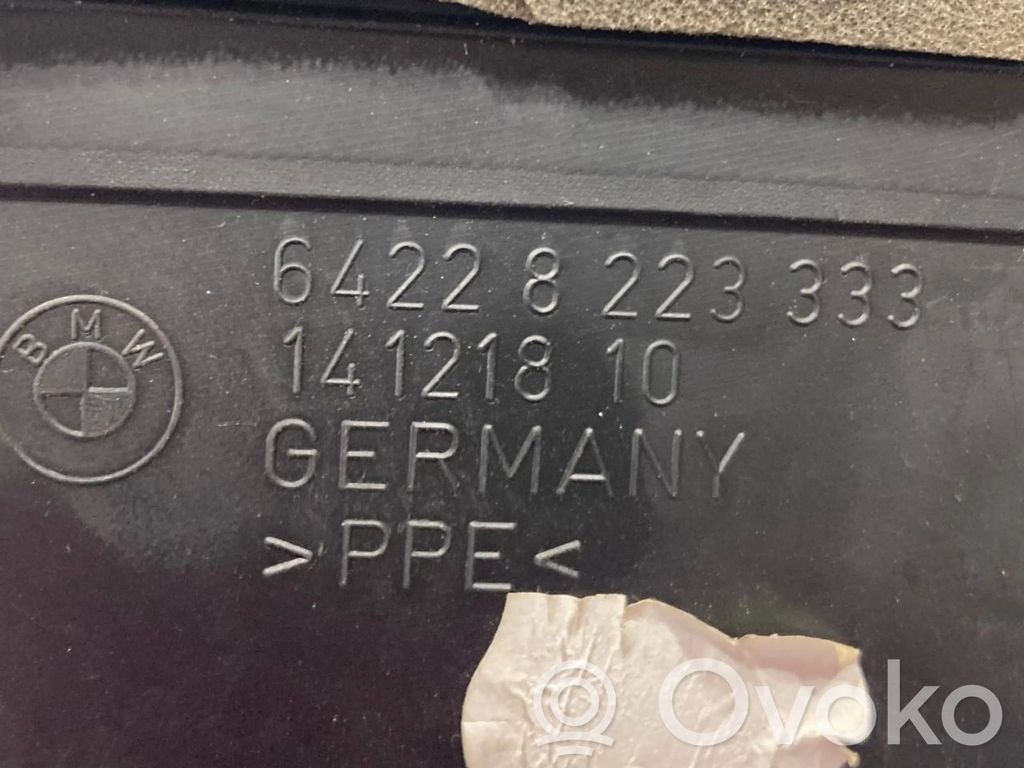 6422 8 223 333
BMW
141218 10
GERMANY
>PPE<
Ovoko